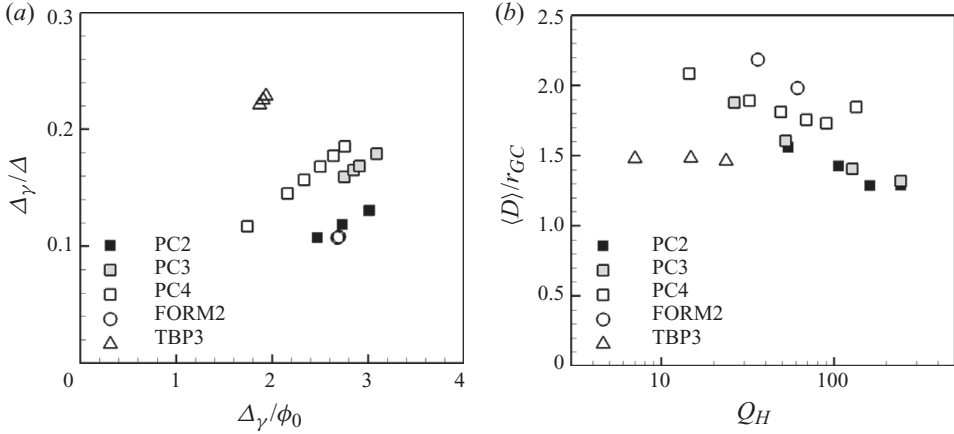 (a)
0.3
0.2
0.1
0
1
2
3
4
Δγ/Δ
Δγ/ϕ0
PC2
PC3
PC4
FORM2
TBP3
(b)
2.5
2.0
1.5
1.0
0.5
0
10
100
⟨D⟩/rGC
QH
PC2
PC3
PC4
FORM2
TBP3